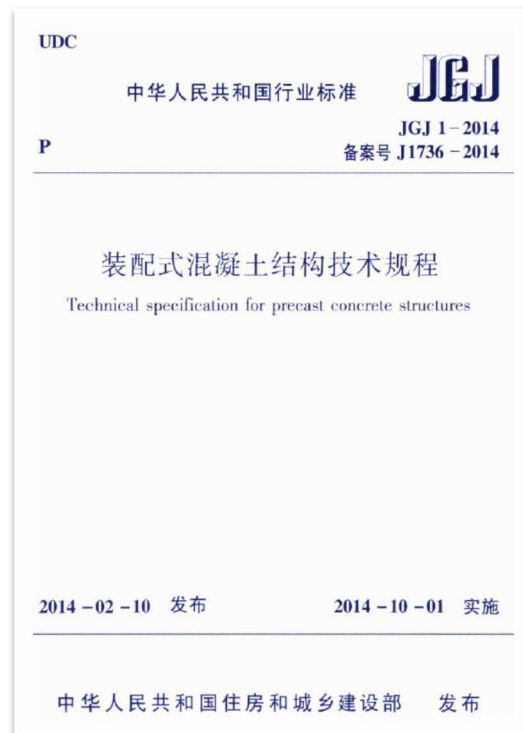 UDC
中华人民共和国行业标准
JGJ
JGJ 1-2014
P
备案号 J1736-2014
装配式混凝土结构技术规程
Technical specification for precast concrete structures
2014-02-10 发布 2014-10-01 实施
中华人民共和国住房和城乡建设部 发布